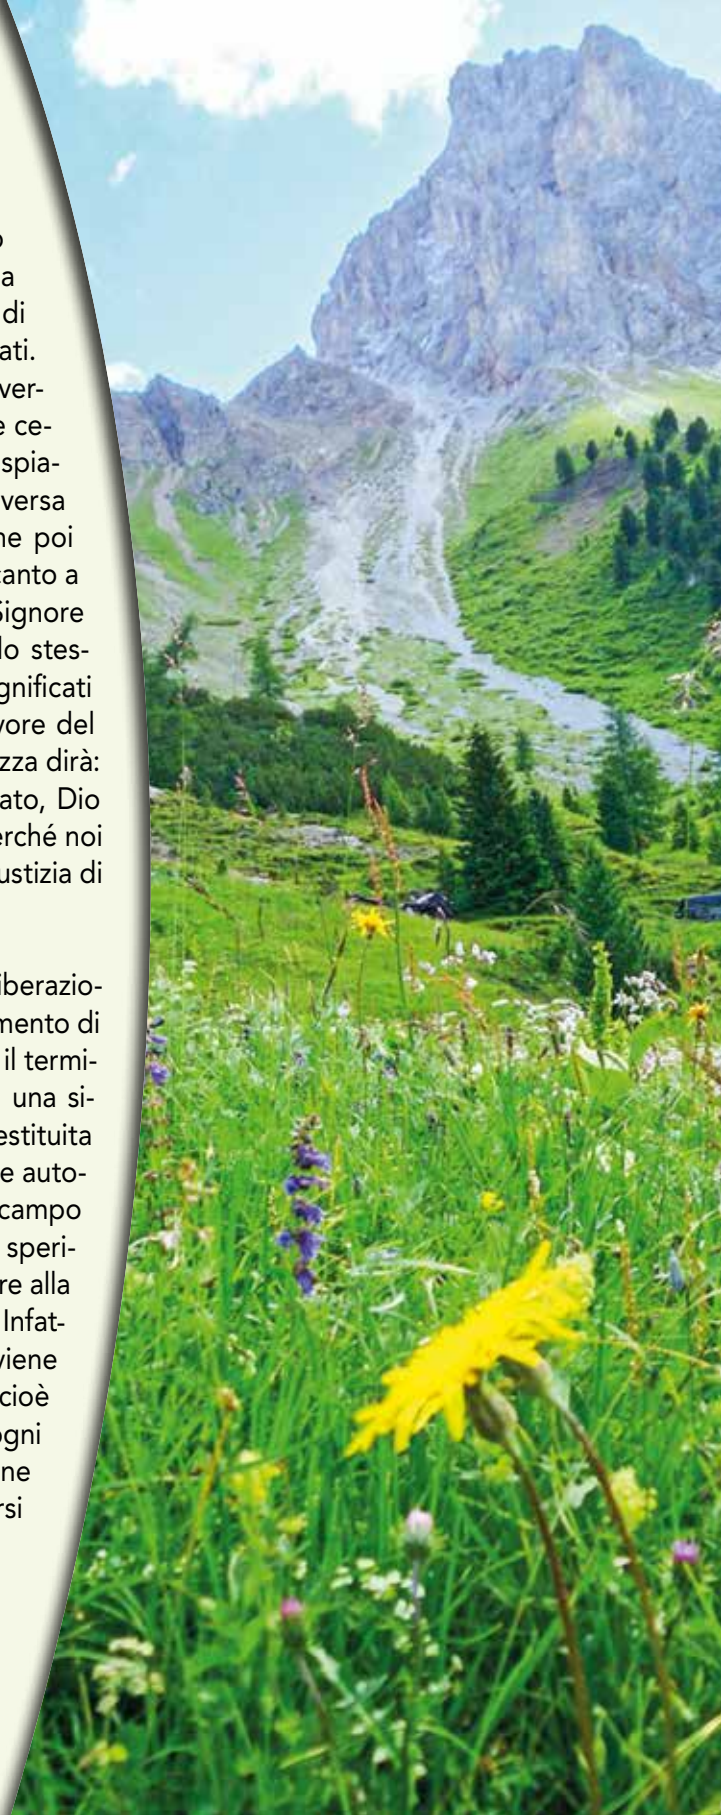 o
a
di
ati.
ver-
e ce-
spia-
versa
ne poi
canto a
Signore
lo stes-
gnificati
vore del
zza dirà:
ato, Dio
erché noi
ustizia di
iberazio-
mento di
il termi-
una si-
estituita
e auto-
campo
speri-
re alla
Infat-
viene
cioè
ogni
ne
rsi